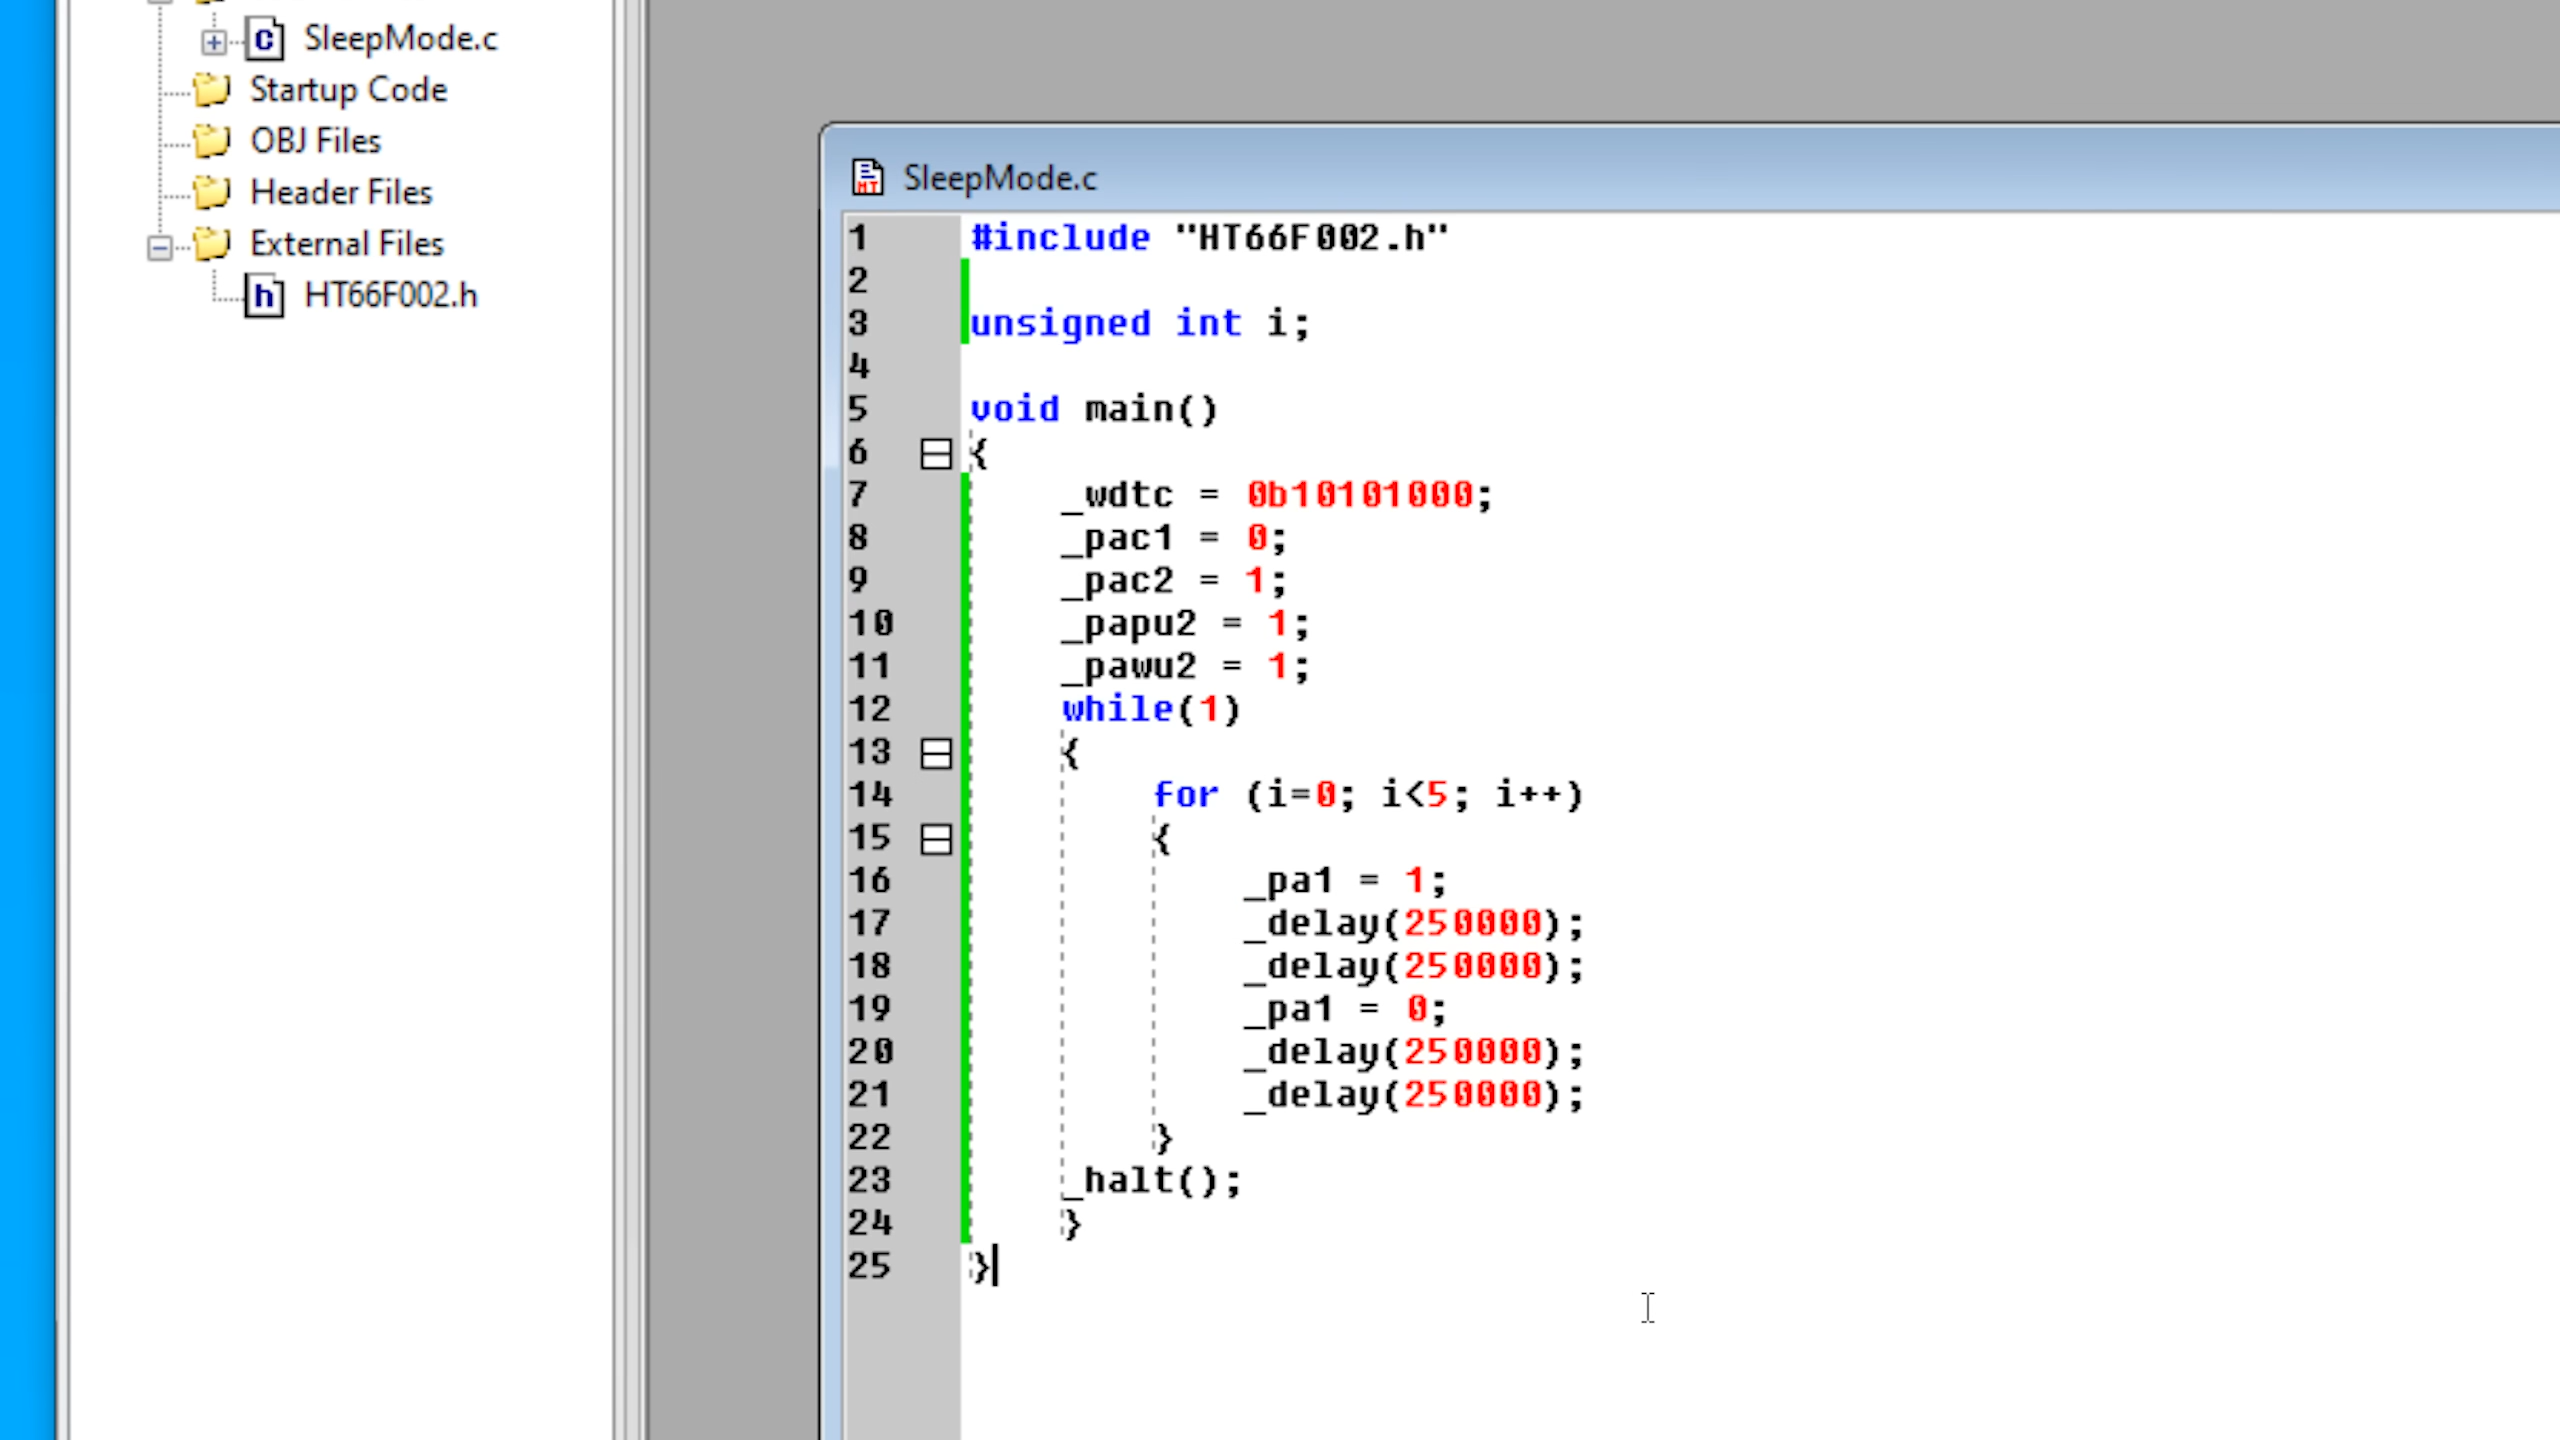 SleepMode.c
Startup Code
OBJ Files
Header Files
External Files
HT66F002.h
SleepMode.c
1 #include "HT66F002.h"
2
3 unsigned int i;
4
5 void main()
6 {
7 _wdtc = 0b10101000;
8 _pac1 = 0;
9 _pac2 = 1;
10 _papu2 = 1;
11 _pawu2 = 1;
12 while(1)
13 {
14 for (i=0; i<5; i++)
15 {
16 _pa1 = 1;
17 _delay(250000);
18 _delay(250000);
19 _pa1 = 0;
20 _delay(250000);
21 _delay(250000);
22 }
23 _halt();
24 }
25 }